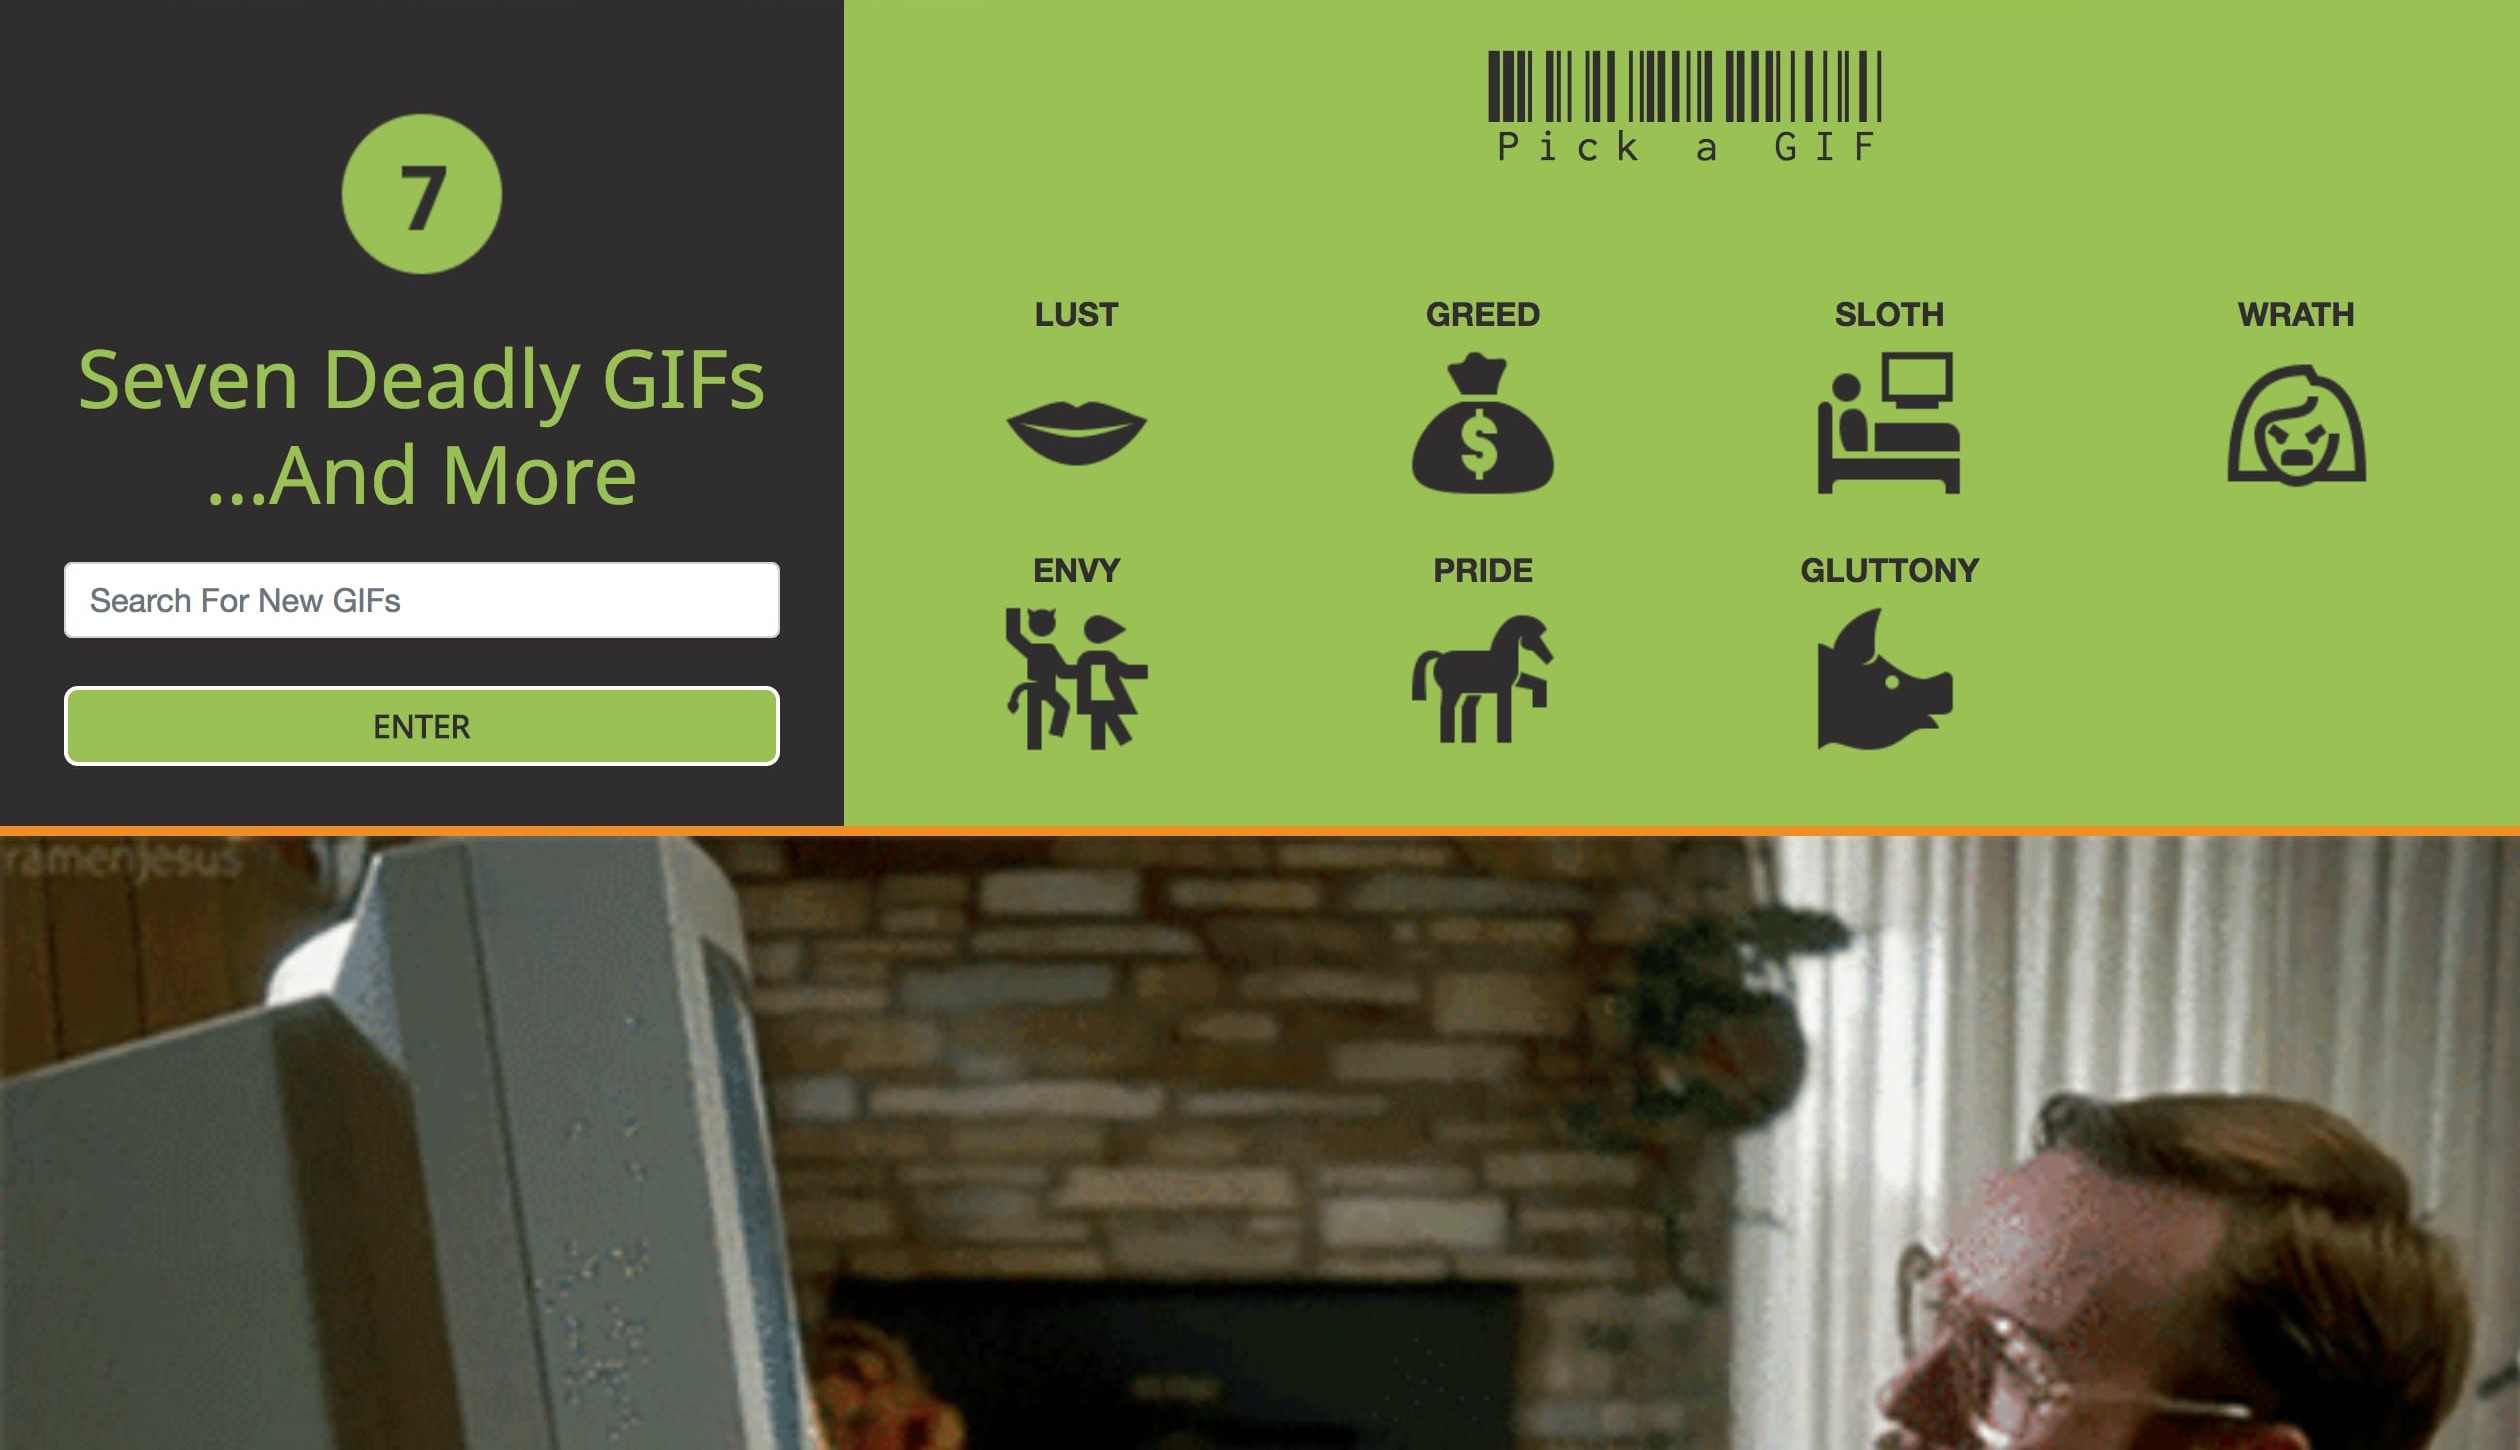 7
Seven Deadly GIFs
...And More
Search For New GIFs
ENTER
Pick a GIF
LUST
GREED
SLOTH
WRATH
ENVY
PRIDE
GLUTTONY
ramenjesus